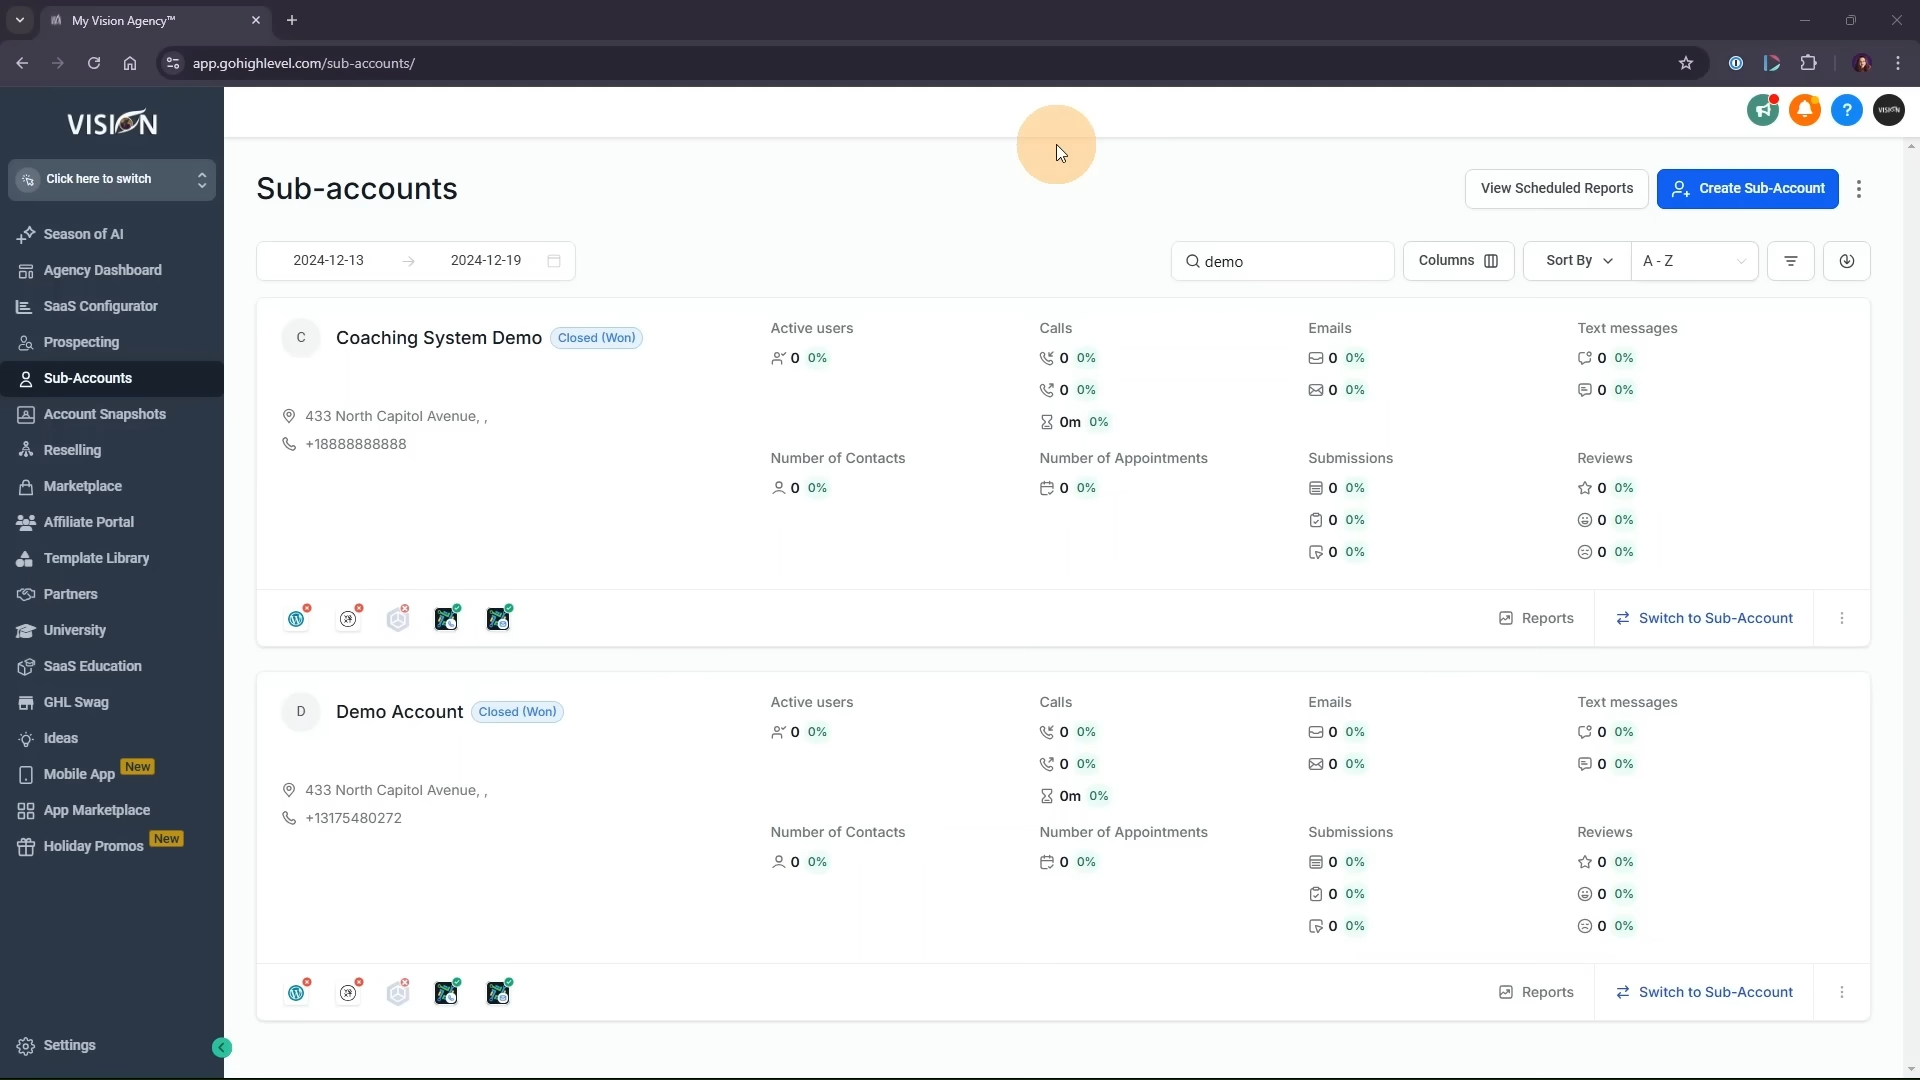 My Vision Agency™
app.gohighlevel.com/sub-accounts/
VISION
Click here to switch
Season of AI
Agency Dashboard
SaaS Configurator
Prospecting
Sub-Accounts
Account Snapshots
Reselling
Marketplace
Affiliate Portal
Template Library
Partners
University
SaaS Education
GHL Swag
Ideas
Mobile App New
App Marketplace
Holiday Promos New
Settings
VISION
Sub-accounts
View Scheduled Reports
Create Sub-Account
2024-12-13 → 2024-12-19
demo
Columns
Sort By
A - Z
C
Coaching System Demo Closed (Won)
433 North Capitol Avenue, ,
+18888888888
Active users
0 0%
Calls
0 0%
0 0%
0m 0%
Emails
0 0%
0 0%
Text messages
0 0%
0 0%
Number of Contacts
0 0%
Number of Appointments
0 0%
Submissions
0 0%
0 0%
0 0%
Reviews
0 0%
0 0%
0 0%
Reports
Switch to Sub-Account
D
Demo Account Closed (Won)
433 North Capitol Avenue, ,
+13175480272
Active users
0 0%
Calls
0 0%
0 0%
0m 0%
Emails
0 0%
0 0%
Text messages
0 0%
0 0%
Number of Contacts
0 0%
Number of Appointments
0 0%
Submissions
0 0%
0 0%
0 0%
Reviews
0 0%
0 0%
0 0%
Reports
Switch to Sub-Account